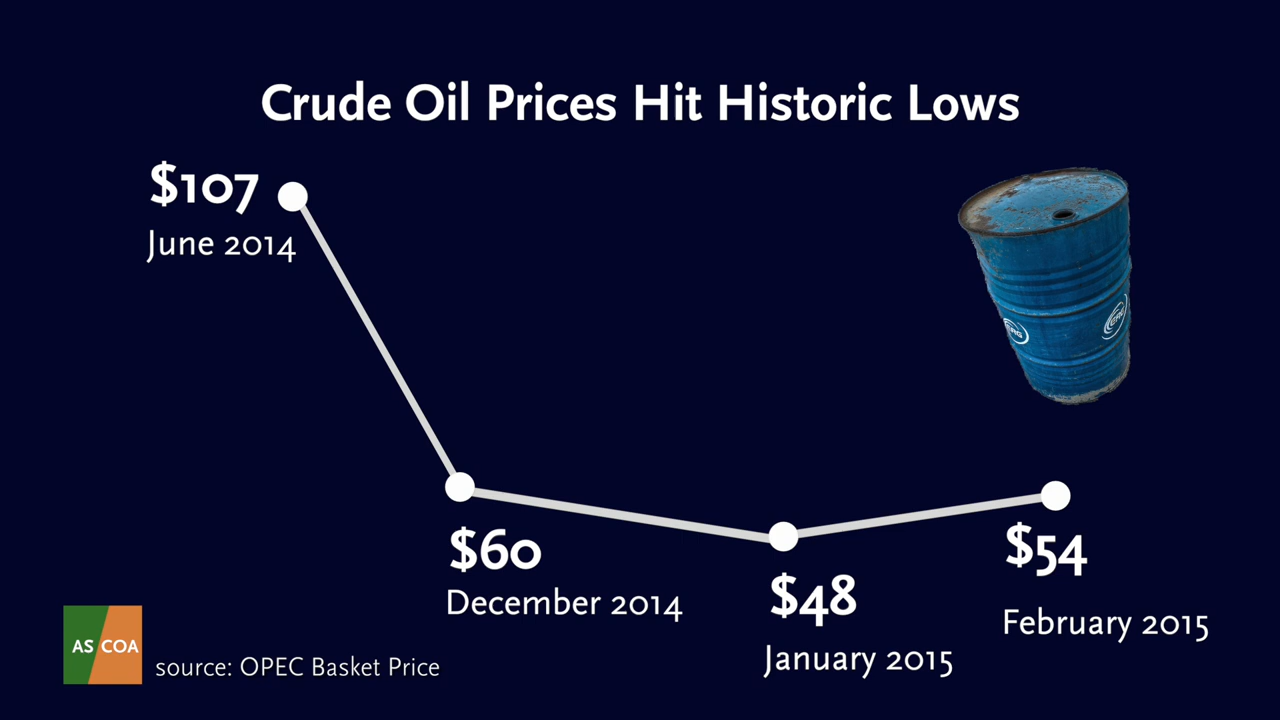 Crude Oil Prices Hit Historic Lows
$107
June 2014
$60
December 2014
$48
January 2015
$54
February 2015
AS COA
source: OPEC Basket Price